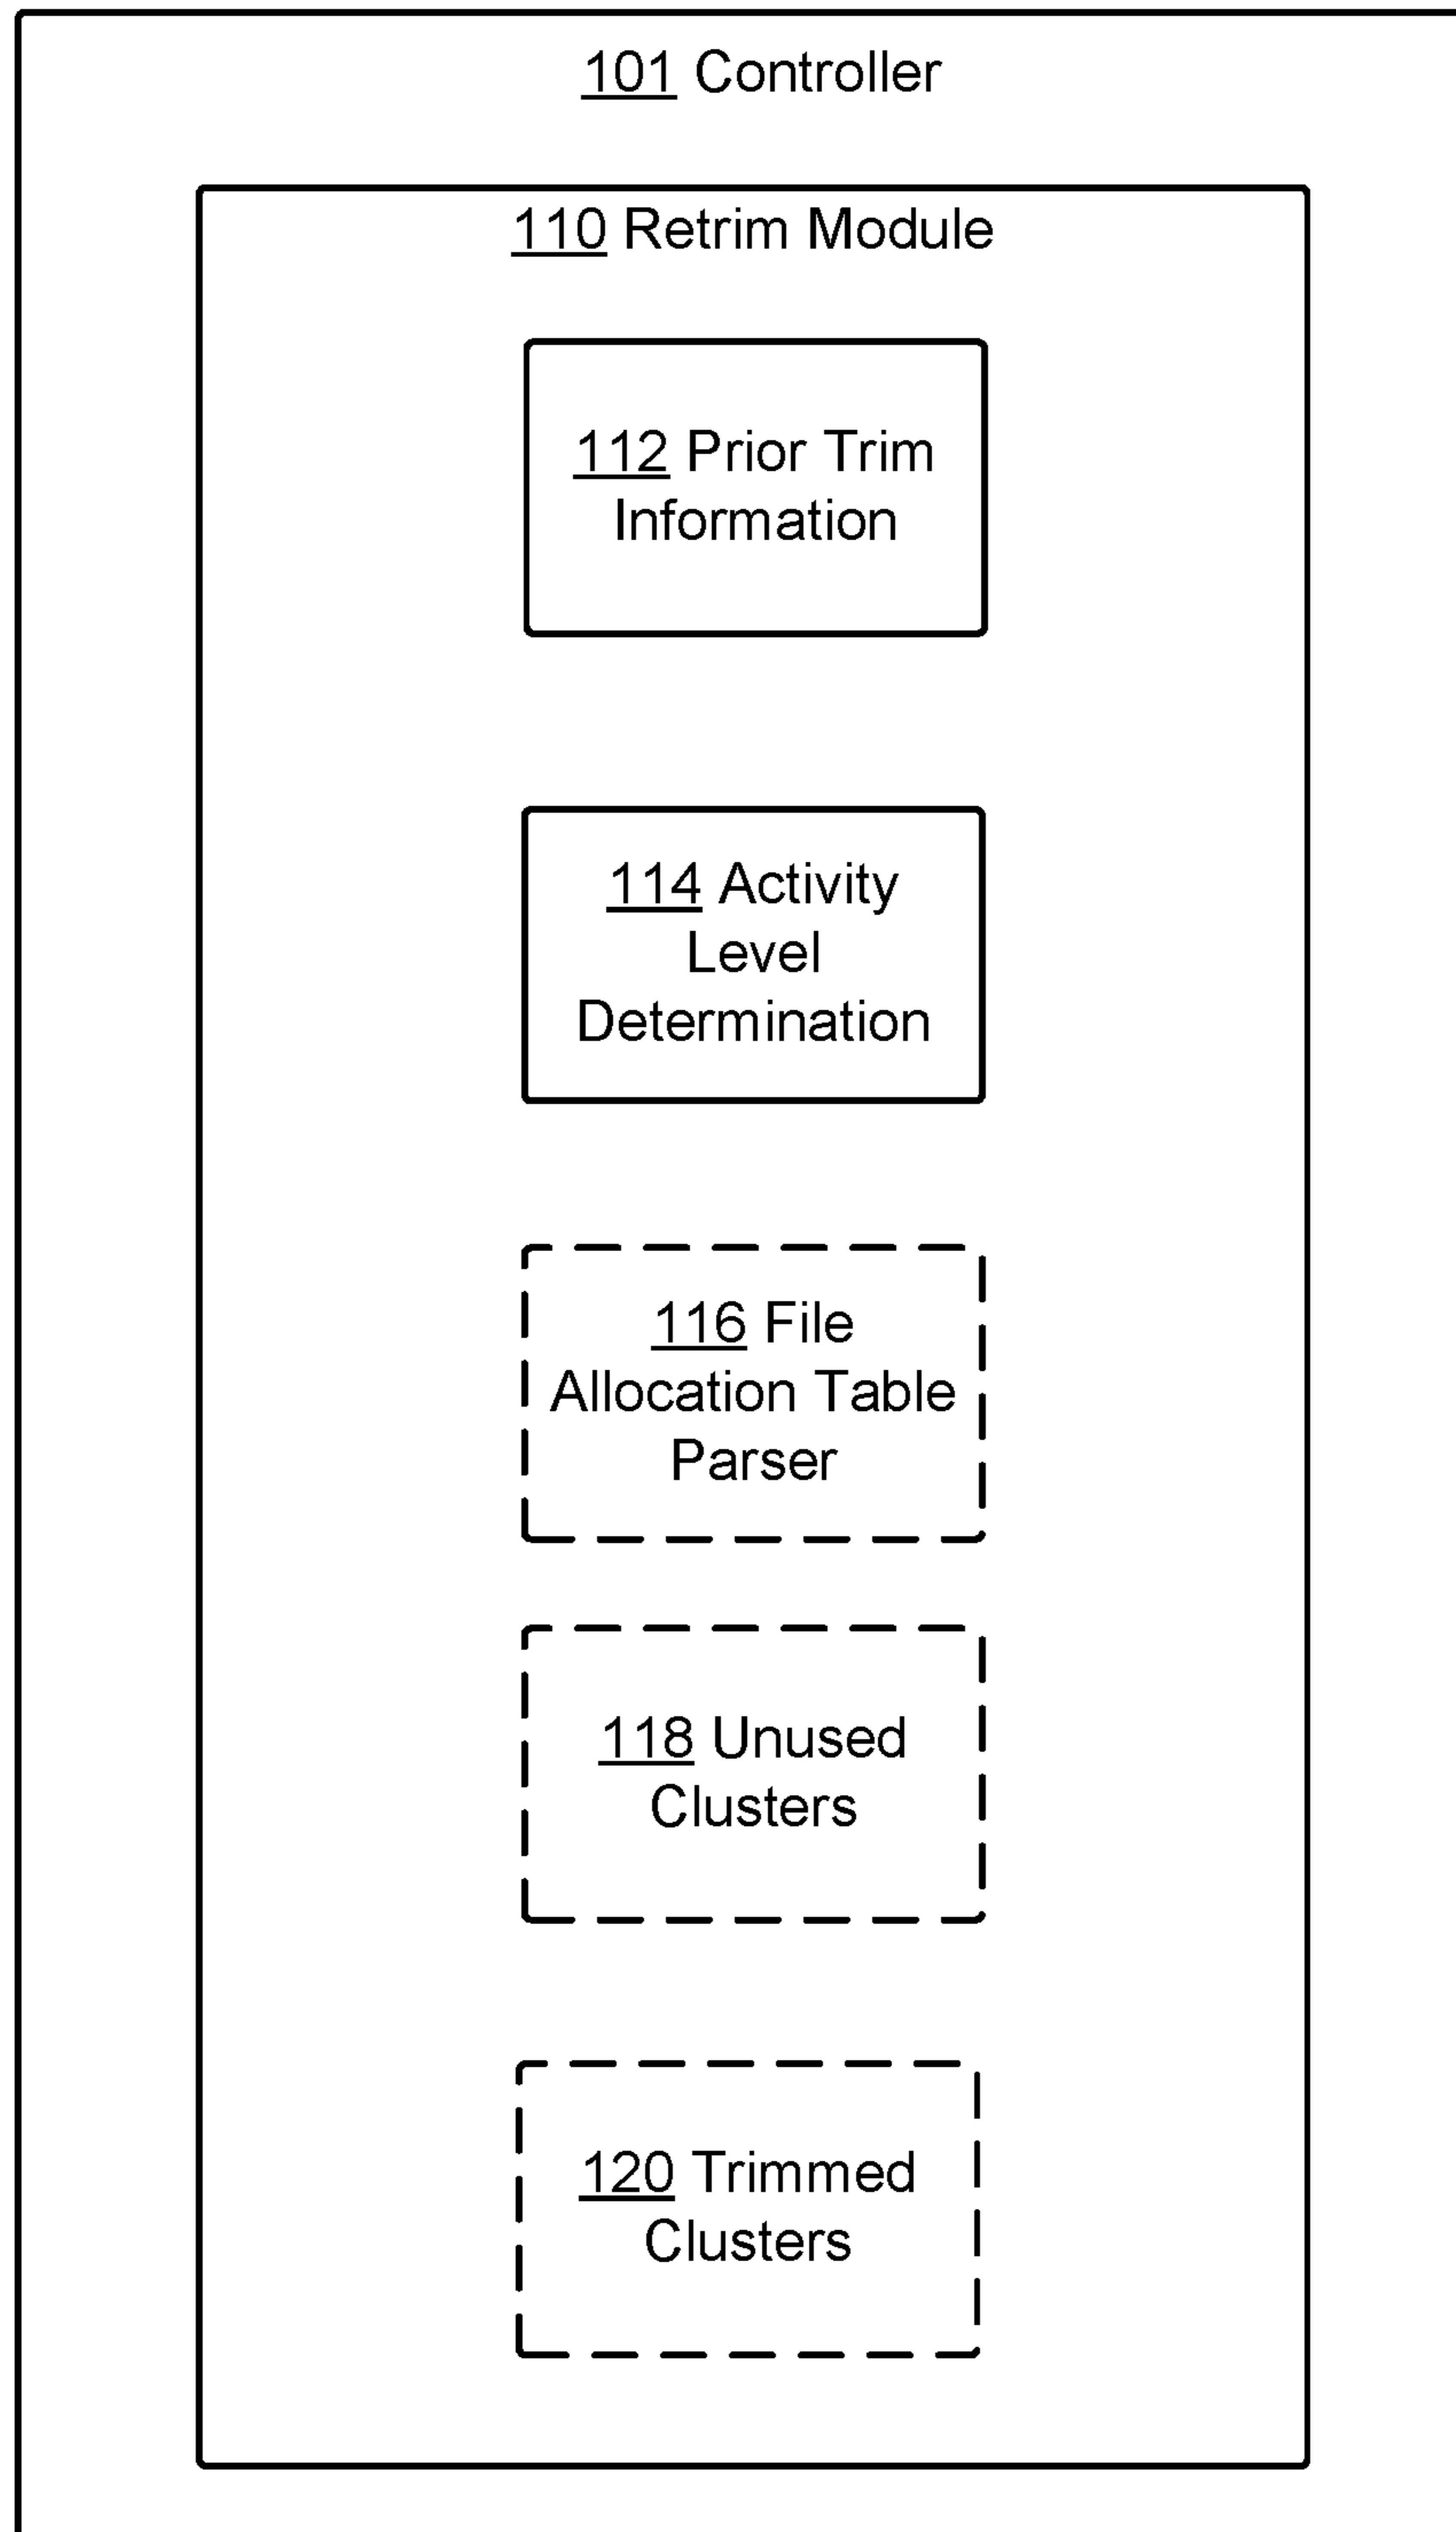 101 Controller
110 Retrim Module
112 Prior Trim
Information
114 Activity
Level
Determination
116 File
Allocation Table
Parser
118 Unused
Clusters
120 Trimmed
Clusters